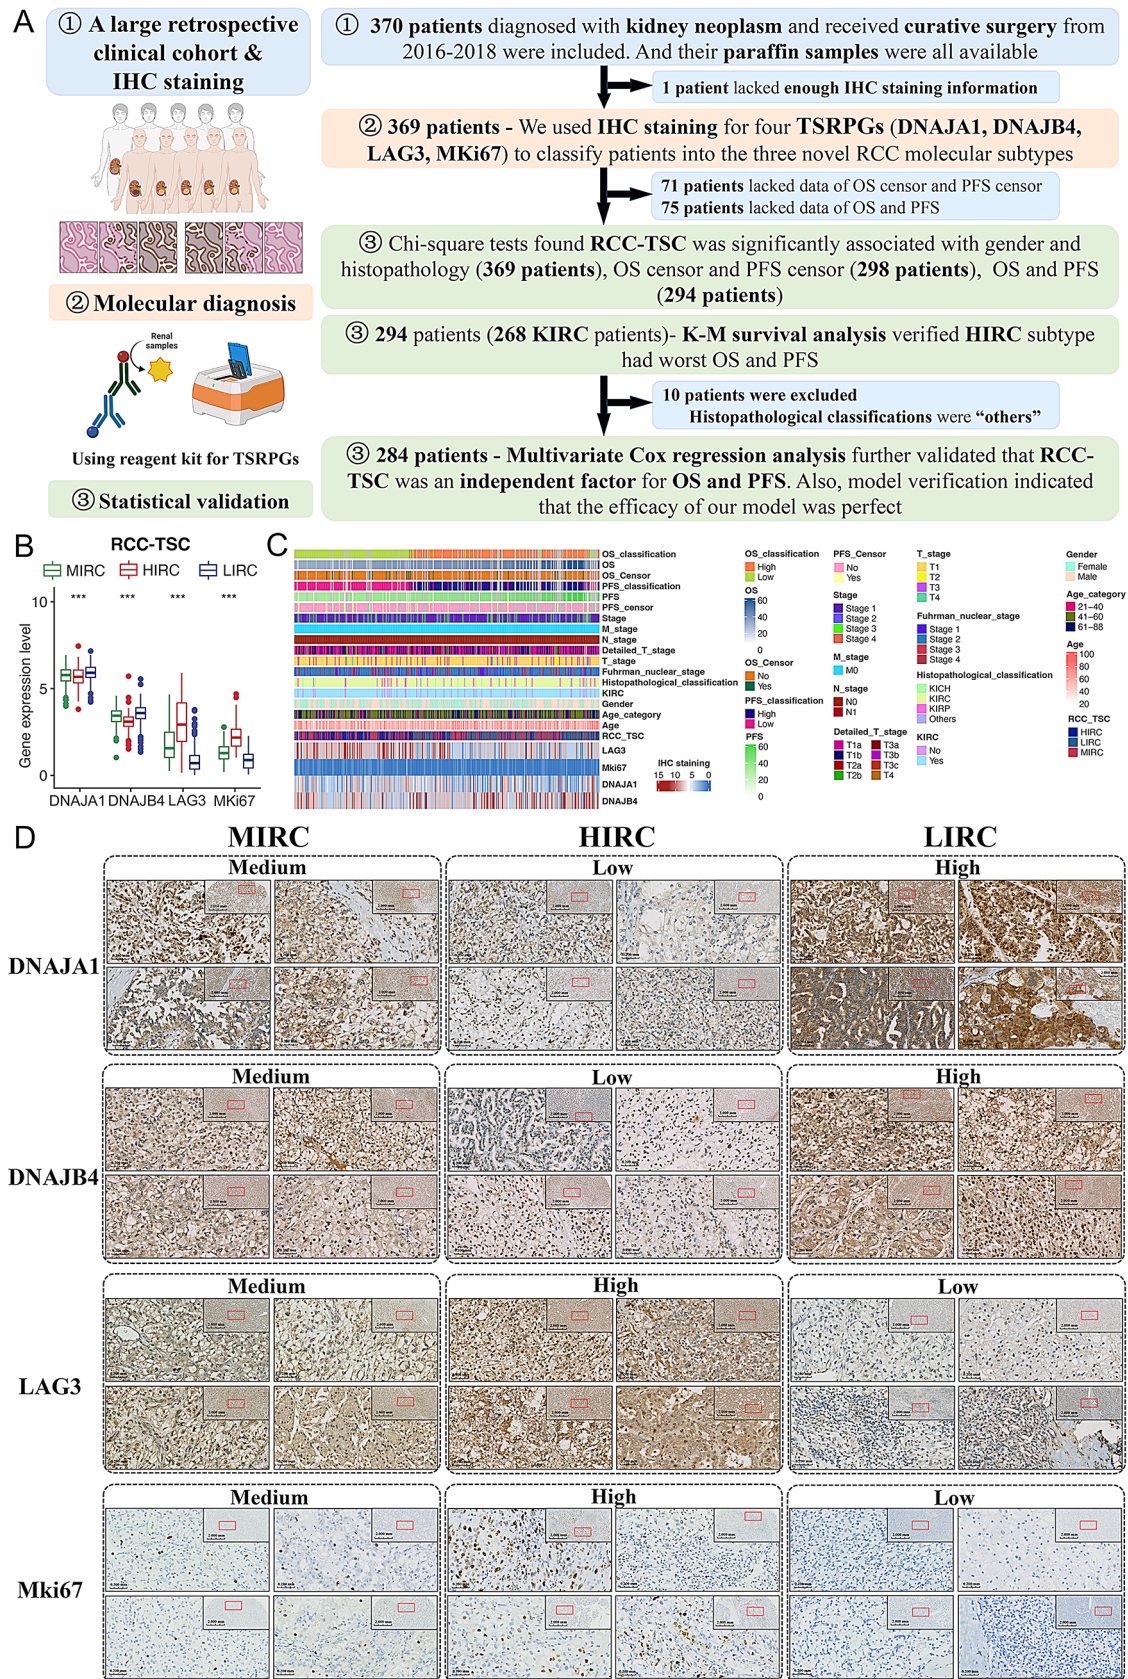 A
① A large retrospective
clinical cohort &
IHC staining
② Molecular diagnosis
Renal
samples
Using reagent kit for TSRPGs
③ Statistical validation
① 370 patients diagnosed with kidney neoplasm and received curative surgery from
2016-2018 were included. And their paraffin samples were all available
1 patient lacked enough IHC staining information
② 369 patients - We used IHC staining for four TSRPGs (DNAJA1, DNAJB4,
LAG3, MKi67) to classify patients into the three novel RCC molecular subtypes
71 patients lacked data of OS censor and PFS censor
75 patients lacked data of OS and PFS
③ Chi-square tests found RCC-TSC was significantly associated with gender and
histopathology (369 patients), OS censor and PFS censor (298 patients), OS and PFS
(294 patients)
③ 294 patients (268 KIRC patients)- K-M survival analysis verified HIRC subtype
had worst OS and PFS
10 patients were excluded
Histopathological classifications were “others”
③ 284 patients - Multivariate Cox regression analysis further validated that RCC-
TSC was an independent factor for OS and PFS. Also, model verification indicated
that the efficacy of our model was perfect
B
RCC-TSC
MIRC HIRC LIRC
Gene expression level
10
5
0
*** *** *** ***
DNAJA1 DNAJB4 LAG3 MKi67
C
OS_classification
OS
OS_Censor
PFS_classification
PFS
PFS_censor
Stage
M_stage
N_stage
Detailed_T_stage
T_stage
Fuhrman_nuclear_stage
Histopathological_classification
KIRC
Gender
Age_category
Age
RCC_TSC
LAG3
Mki67
DNAJA1
DNAJB4
IHC staining
15 10 5 0
OS_classification
High
Low
OS
60
40
20
0
OS_Censor
No
Yes
PFS_classification
High
Low
PFS
60
40
20
0
PFS_Censor
No
Yes
Stage
Stage 1
Stage 2
Stage 3
Stage 4
M_stage
M0
N_stage
N0
N1
Detailed_T_stage
T1a T3a
T1b T3b
T2a T3c
T2b T4
T_stage
T1
T2
T3
T4
Fuhrman_nuclear_stage
Stage 1
Stage 2
Stage 3
Stage 4
Histopathological_classification
KICH
KIRC
KIRP
Others
KIRC
No
Yes
Gender
Female
Male
Age_category
21-40
41-60
61-88
Age
100
80
60
40
20
RCC_TSC
HIRC
LIRC
MIRC
D
MIRC HIRC LIRC
DNAJA1
Medium Low High
DNAJB4
Medium Low High
LAG3
Medium High Low
Mki67
Medium High Low